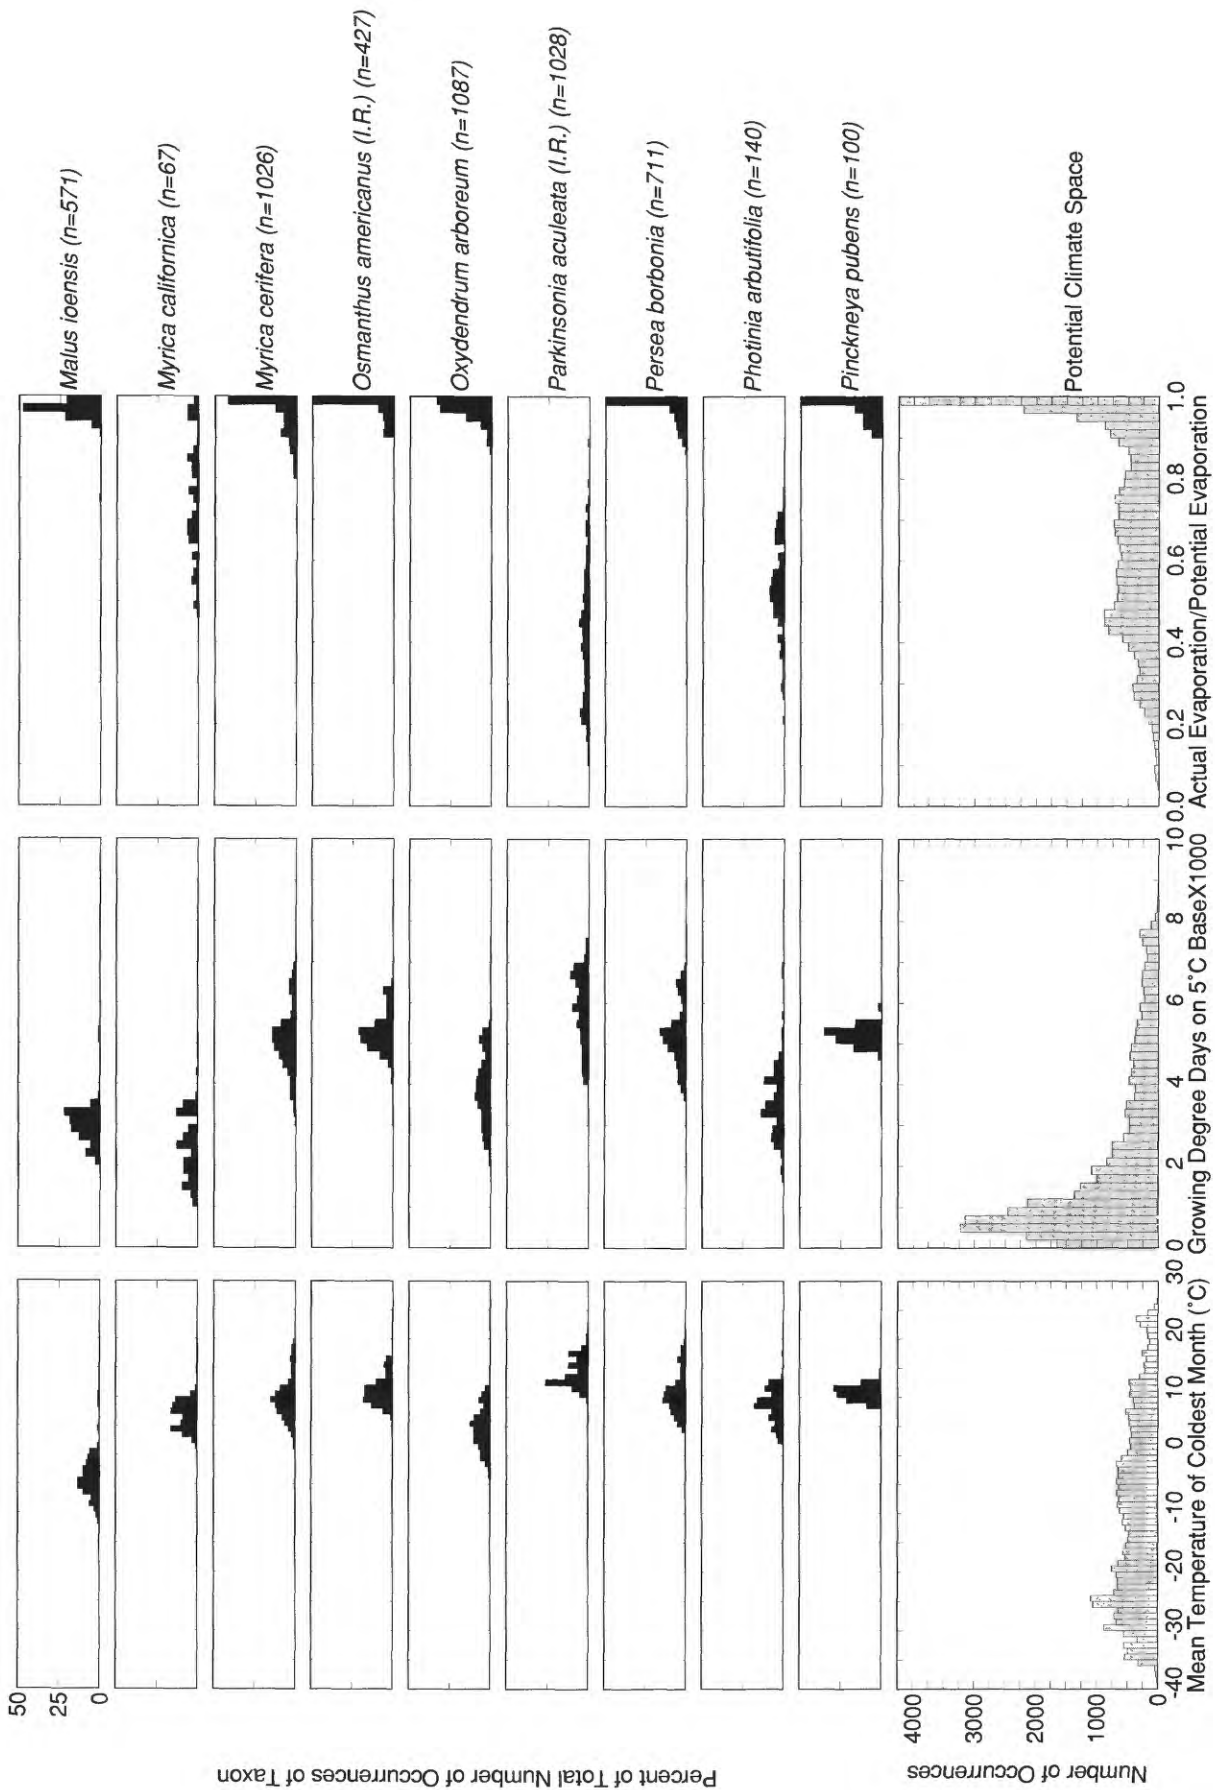 Percent of Total Number of Occurrences of Taxon
50
25
0
Malus ioensis (n=571)
Myrica californica (n=67)
Myrica cerifera (n=1026)
Osmanthus americanus (I.R.) (n=427)
Oxydendrum arboreum (n=1087)
Parkinsonia aculeata (I.R.) (n=1028)
Persea borbonia (n=711)
Photinia arbutifolia (n=140)
Pinckneya pubens (n=100)
Potential Climate Space
Number of Occurrences
4000
3000
2000
1000
0
-40 -30 -20 -10 0 10 20 30
Mean Temperature of Coldest Month (°C)
0 2 4 6 8 10
Growing Degree Days on 5°C BaseX1000
0.0 0.2 0.4 0.6 0.8 1.0
Actual Evaporation/Potential Evaporation